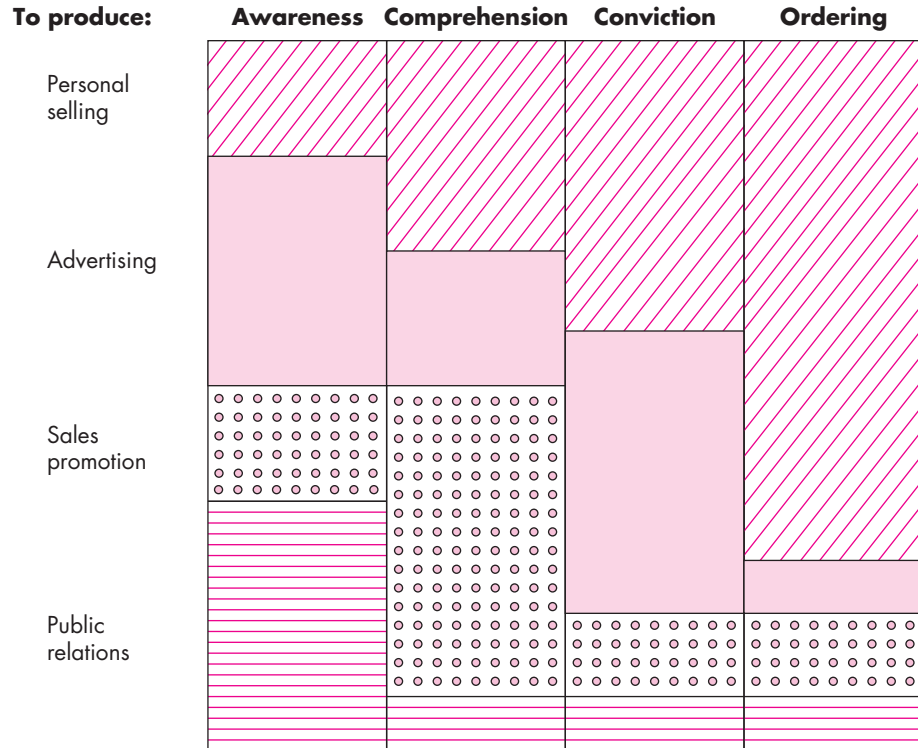 To produce: Awareness Comprehension Conviction Ordering
Personal
selling
Advertising
Sales
promotion
Public
relations